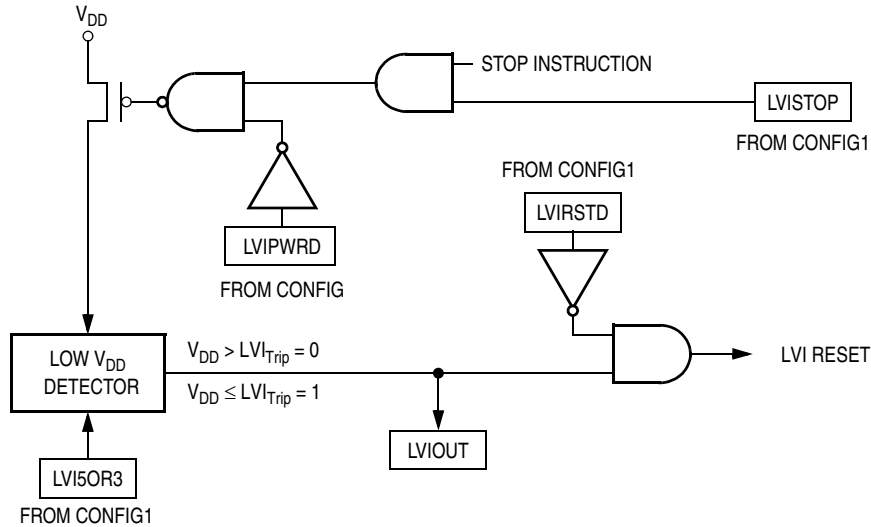 V_DD
STOP INSTRUCTION
LVISTOP
FROM CONFIG1
FROM CONFIG1
LVIRSTD
LVIPWRD
FROM CONFIG
LOW V_DD
DETECTOR
V_DD > LVI_Trip = 0
V_DD ≤ LVI_Trip = 1
LVI RESET
LVIOUT
LVI5OR3
FROM CONFIG1